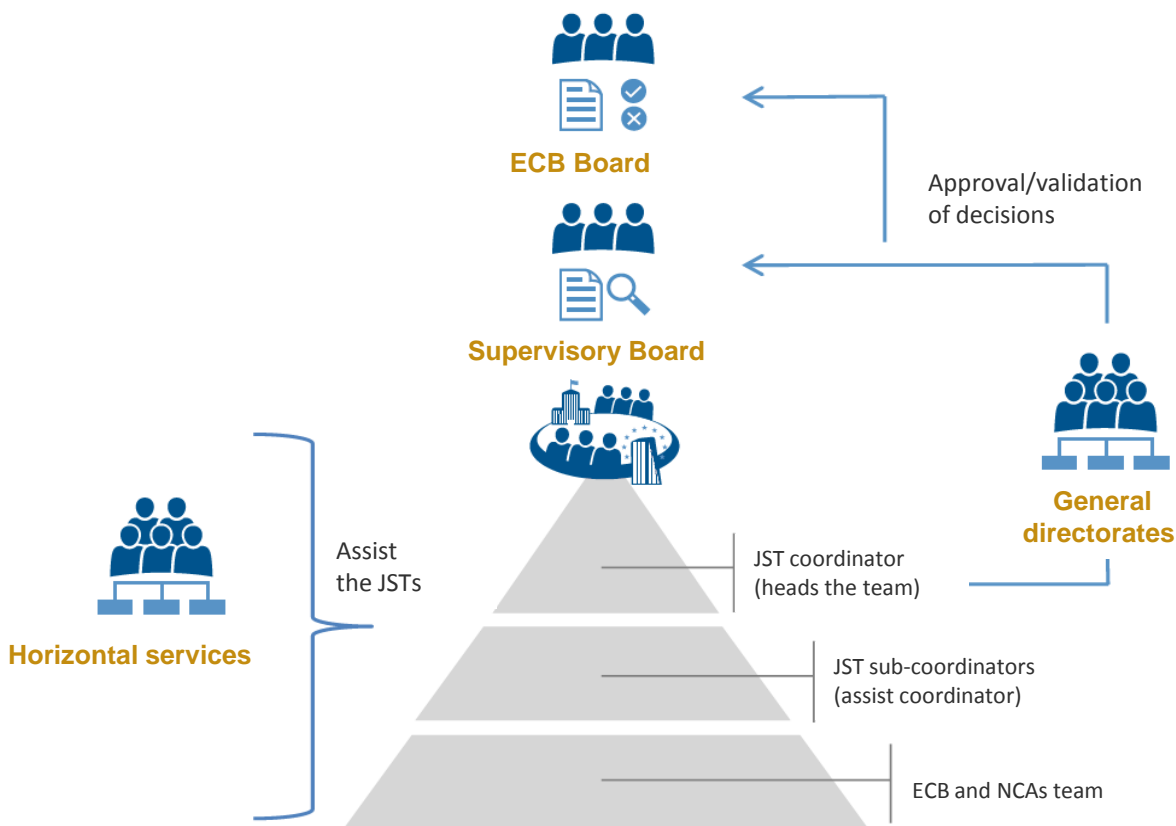 ECB Board
Approval/validation
of decisions
Supervisory Board
General
directorates
Assist
the JSTs
JST coordinator
(heads the team)
Horizontal services
JST sub-coordinators
(assist coordinator)
ECB and NCAs team